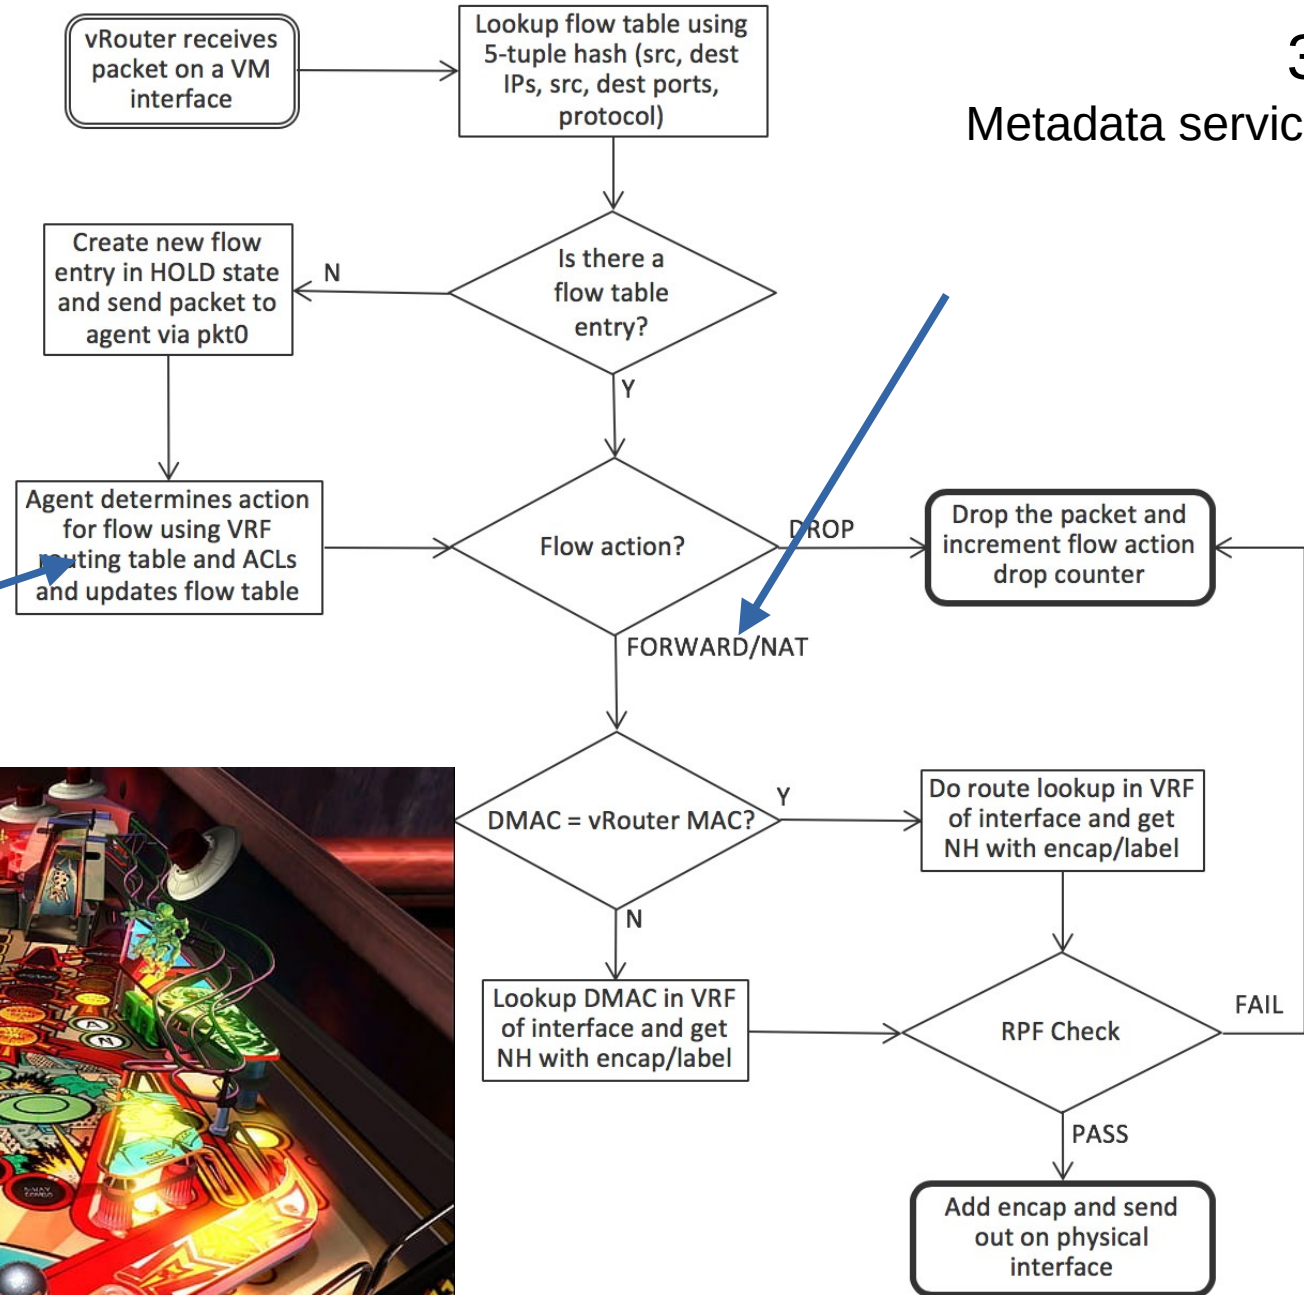 vRouter receives
packet on a VM
interface
Lookup flow table using
5-tuple hash (src, dest
IPs, src, dest ports,
protocol)
3
Metadata servic
Create new flow
entry in HOLD state
and send packet to
agent via pkt0
N
Is there a
flow table
entry?
Y
Agent determines action
for flow using VRF
routing table and ACLs
and updates flow table
Flow action?
DROP
Drop the packet and
increment flow action
drop counter
FORWARD/NAT
DMAC = vRouter MAC?
Y
Do route lookup in VRF
of interface and get
NH with encap/label
N
Lookup DMAC in VRF
of interface and get
NH with encap/label
RPF Check
FAIL
PASS
Add encap and send
out on physical
interface
A
N